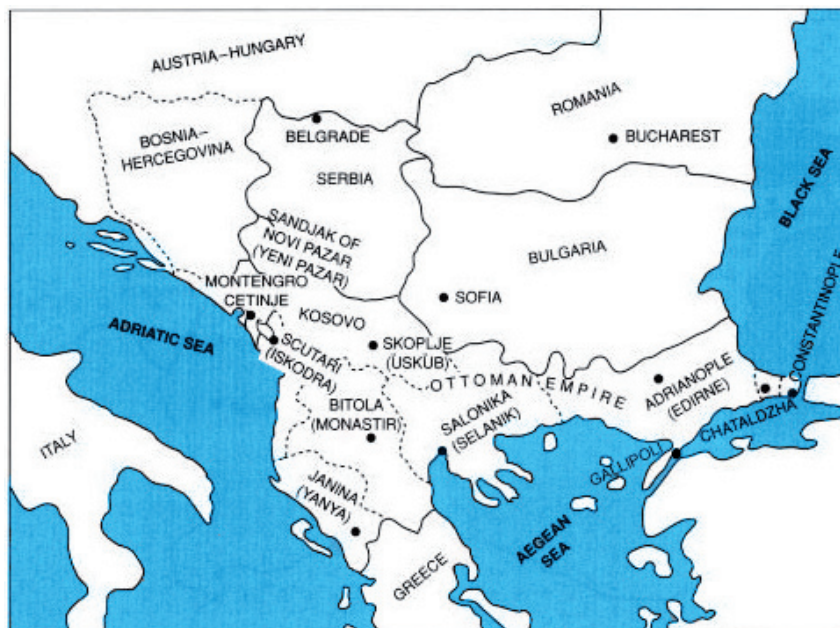 AUSTRIA–HUNGARY
ROMANIA
BOSNIA–
HERCEGOVINA
BELGRADE
BUCHAREST
SERBIA
BLACK SEA
SANDJAK OF
NOVI PAZAR
(YENI PAZAR)
BULGARIA
MONTENGRO
CETINJE
SOFIA
KOSOVO
ADRIATIC SEA
SCUTARI
(ISKODRA)
SKOPLJE
(USKUB)
CONSTANTINOPLE
OTTOMAN EMPIRE
ADRIANOPLE
(EDIRNE)
BITOLA
(MONASTIR)
SALONIKA
(SELANIK)
CHATALDZHA
ITALY
GALLIPOLI
JANINA
(YANYA)
AEGEAN
SEA
GREECE